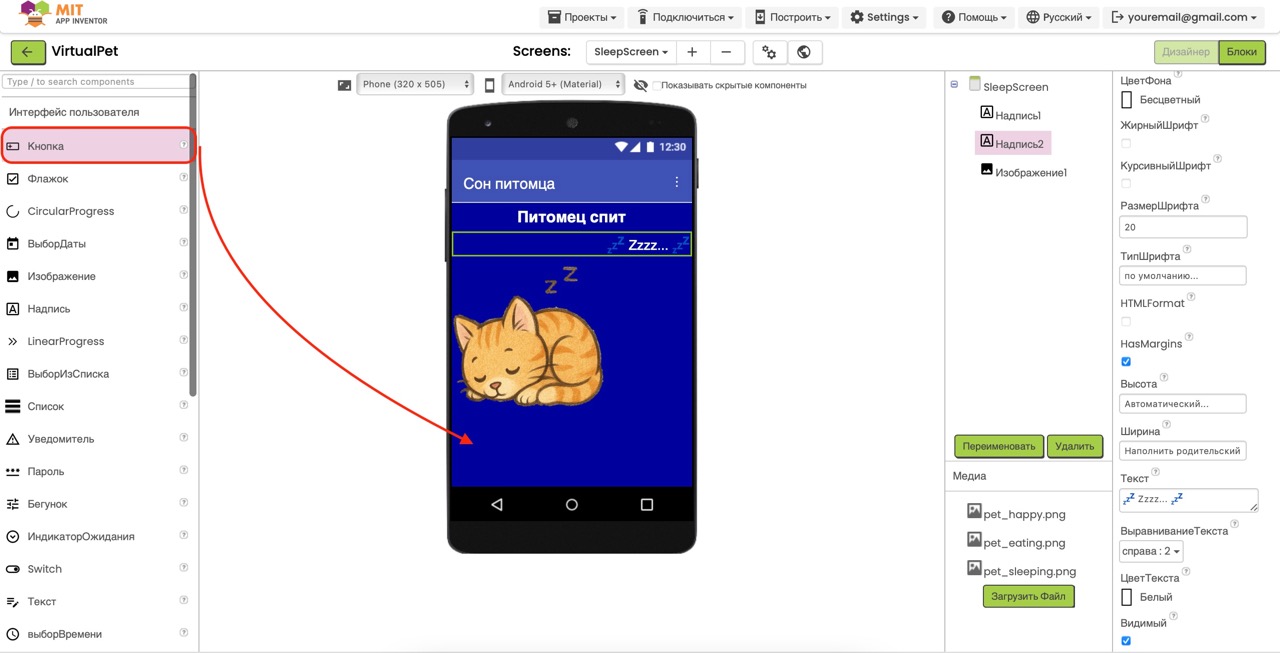 MIT
APP INVENTOR
Проекты
Подключиться
Построить
Settings
Помощь
Русский
youremail@gmail.com
VirtualPet
Screens:
SleepScreen
Дизайнер
Блоки
Type / to search components
Интерфейс пользователя
Кнопка
Флажок
CircularProgress
ВыборДаты
Изображение
Надпись
LinearProgress
ВыборИзСписка
Список
Уведомитель
Пароль
Бегунок
ИндикаторОжидания
Switch
Текст
выборВремени
Phone (320 x 505)
Android 5+ (Material)
Показывать скрытые компоненты
12:30
Сон питомца
Питомец спит
💤 Zzzz... 💤
z z
SleepScreen
Надпись1
Надпись2
Изображение1
Переименовать
Удалить
Медиа
pet_happy.png
pet_eating.png
pet_sleeping.png
Загрузить Файл
ЦветФона
Бесцветный
ЖирныйШрифт
КурсивныйШрифт
РазмерШрифта
20
ТипШрифта
по умолчанию...
HTMLFormat
HasMargins
Высота
Автоматический...
Ширина
Наполнить родительский
Текст
💤 Zzzz... 💤
ВыравниваниеТекста
справа : 2
ЦветТекста
Белый
Видимый